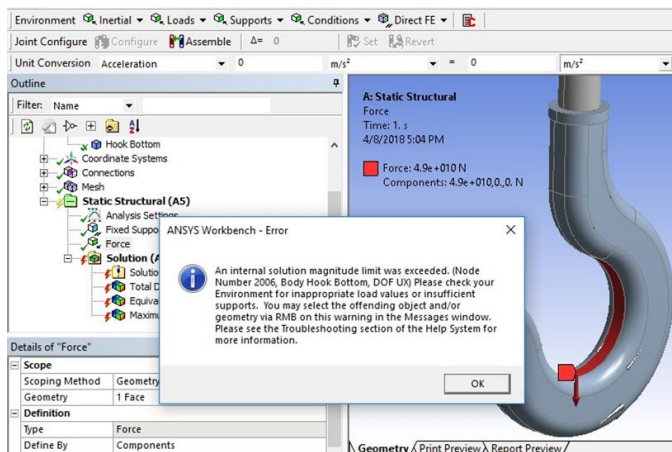 Environment Inertial Loads Supports Conditions Direct FE
Joint Configure Configure Assemble Δ= 0 Set Revert
Unit Conversion Acceleration 0 m/s² = 0 m/s²
Outline
Filter: Name
Hook Bottom
Coordinate Systems
Connections
Mesh
Static Structural (A5)
Analysis Settings
Fixed Suppo
Force
Solution (A
Solutio
Total D
Equiva
Maximu
Details of "Force"
Scope
Scoping Method Geometry
Geometry 1 Face
Definition
Type Force
Define By Components
A: Static Structural
Force
Time: 1. s
4/8/2018 5:04 PM
Force: 4.9e+010 N
Components: 4.9e+010,0.,0. N
ANSYS Workbench - Error
An internal solution magnitude limit was exceeded. (Node
Number 2006, Body Hook Bottom, DOF UX) Please check your
Environment for inappropriate load values or insufficient
supports. You may select the offending object and/or
geometry via RMB on this warning in the Messages window.
Please see the Troubleshooting section of the Help System for
more information.
OK
Geometry Print Preview Report Preview